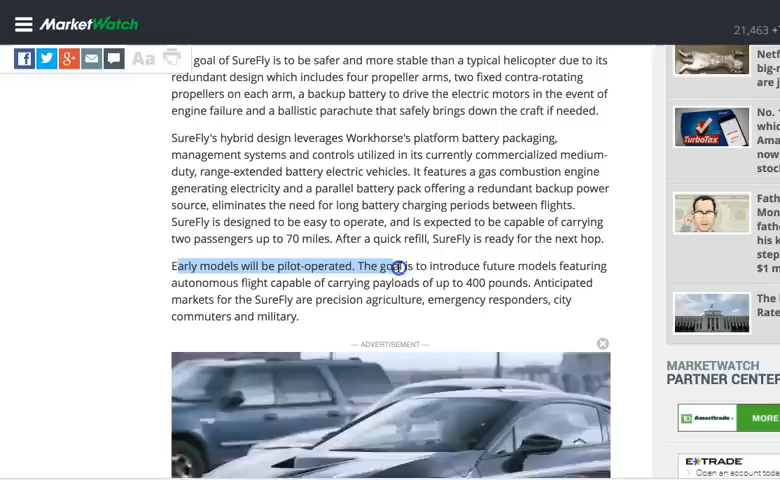 MarketWatch
21,463
goal of SureFly is to be safer and more stable than a typical helicopter due to its
redundant design which includes four propeller arms, two fixed contra-rotating
propellers on each arm, a backup battery to drive the electric motors in the event of
engine failure and a ballistic parachute that safely brings down the craft if needed.
SureFly's hybrid design leverages Workhorse's platform battery packaging,
management systems and controls utilized in its currently commercialized medium-
duty, range-extended battery electric vehicles. It features a gas combustion engine
generating electricity and a parallel battery pack offering a redundant backup power
source, eliminates the need for long battery charging periods between flights.
SureFly is designed to be easy to operate, and is expected to be capable of carrying
two passengers up to 70 miles. After a quick refill, SureFly is ready for the next hop.
Early models will be pilot-operated. The goal is to introduce future models featuring
autonomous flight capable of carrying payloads of up to 400 pounds. Anticipated
markets for the SureFly are precision agriculture, emergency responders, city
commuters and military.
— ADVERTISEMENT —
Aa
big-
are j
TurboTax
No.
whic
Ama
now
stoc
Fath
Mon
fath
his k
step
$1 m
The
Rate
MARKETWATCH
PARTNER CENTER
Ameritrade
MORE
E*TRADE
Open an account toda